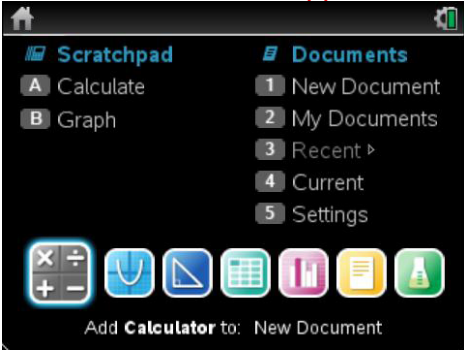 Scratchpad
A Calculate
B Graph
Documents
1 New Document
2 My Documents
3 Recent ▹
4 Current
5 Settings
Add Calculator to: New Document